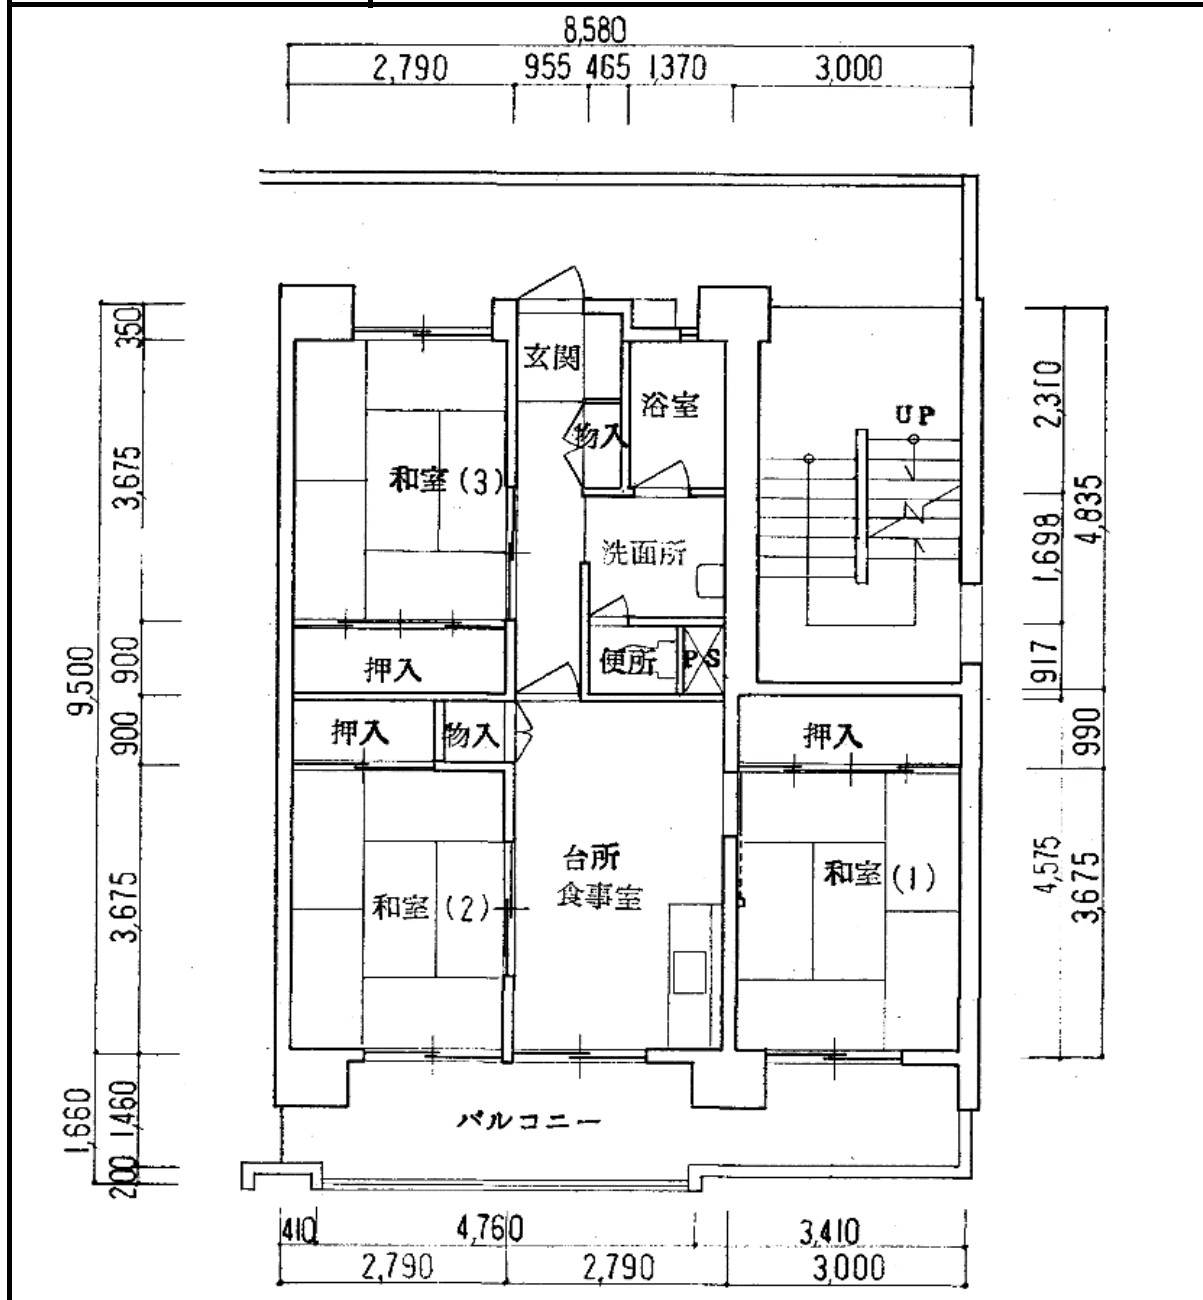 8,580
2,790 955 465 1,370 3,000
350
3,675
900
900
3,675
9,500
1,460
1,660
200
玄関
浴室
物入
和室(3)
洗面所
便所
PS
押入
押入
物入
押入
UP
台所
食事室
和室(2)
和室(1)
バルコニー
2,310
1,698
4,835
917
990
4,575
3,675
410 4,760 3,410
2,790 2,790 3,000